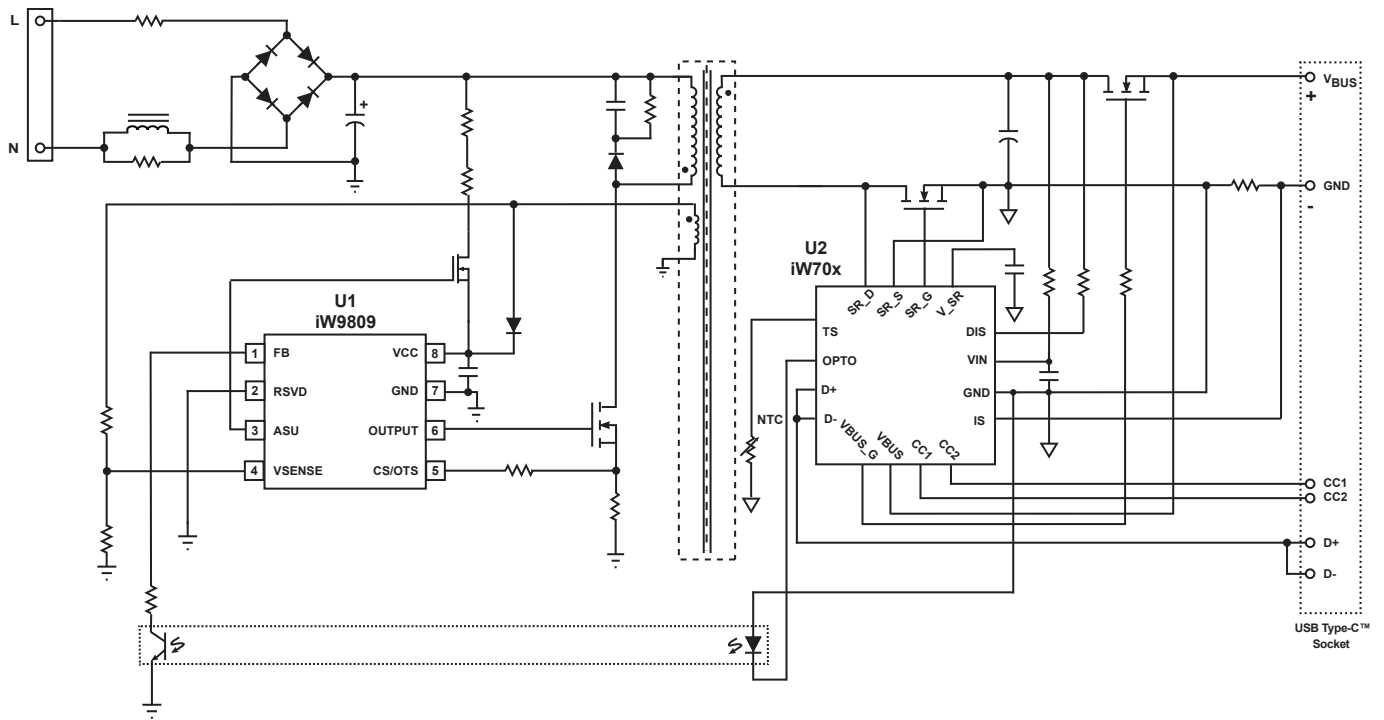 L
N
+
U1
iW9809
1 FB
2 RSVD
3 ASU
4 VSENSE
VCC 8
GND 7
OUTPUT 6
CS/OTS 5
U2
iW70x
SR_D
SR_S
SR_G
V_SR
TS
OPTO
D+
D-
DIS
VIN
GND
IS
VBUS_G
VBUS
CC1
CC2
NTC
VBUS
+
GND
-
CC1
CC2
D+
D-
USB Type-C™
Socket